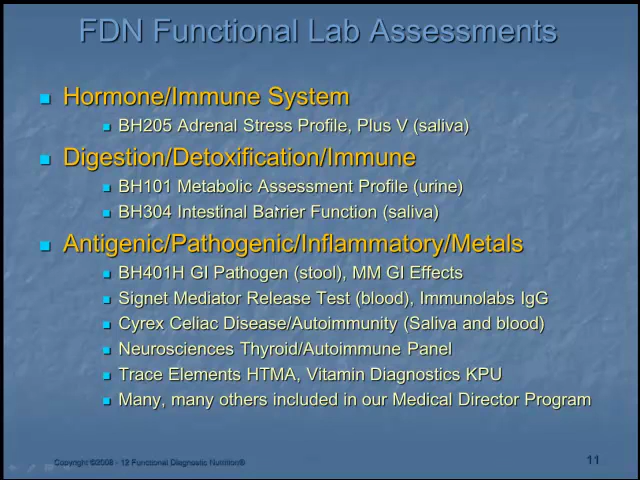 FDN Functional Lab Assessments
Hormone/Immune System
BH205 Adrenal Stress Profile, Plus V (saliva)
Digestion/Detoxification/Immune
BH101 Metabolic Assessment Profile (urine)
BH304 Intestinal Barrier Function (saliva)
Antigenic/Pathogenic/Inflammatory/Metals
BH401H GI Pathogen (stool), MM GI Effects
Signet Mediator Release Test (blood), Immunolabs IgG
Cyrex Celiac Disease/Autoimmunity (Saliva and blood)
Neurosciences Thyroid/Autoimmune Panel
Trace Elements HTMA, Vitamin Diagnostics KPU
Many, many others included in our Medical Director Program
Copyright ©2008 - 12 Functional Diagnostic Nutrition®
11